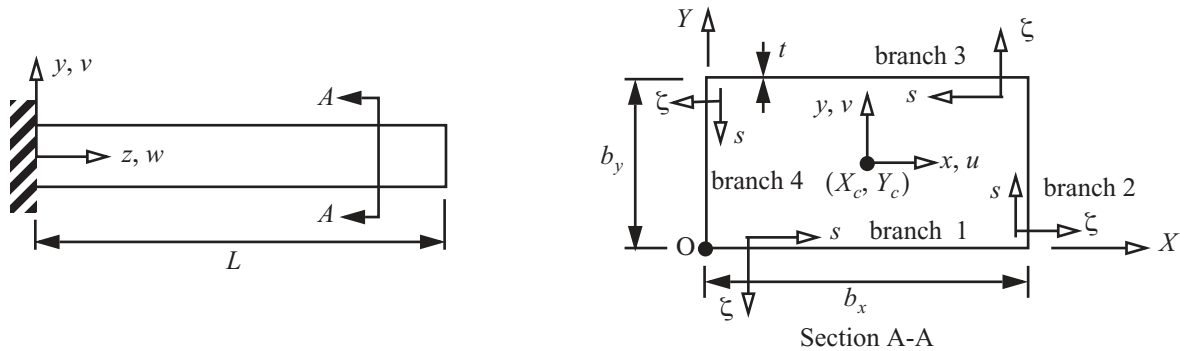 y, v
A
z, w
A
L
Y
t
branch 3
ζ
ζ
s
s
y, v
b_y
x, u
branch 4
(X_c, Y_c)
s
branch 2
ζ
O
s
branch 1
X
ζ
b_x
Section A-A